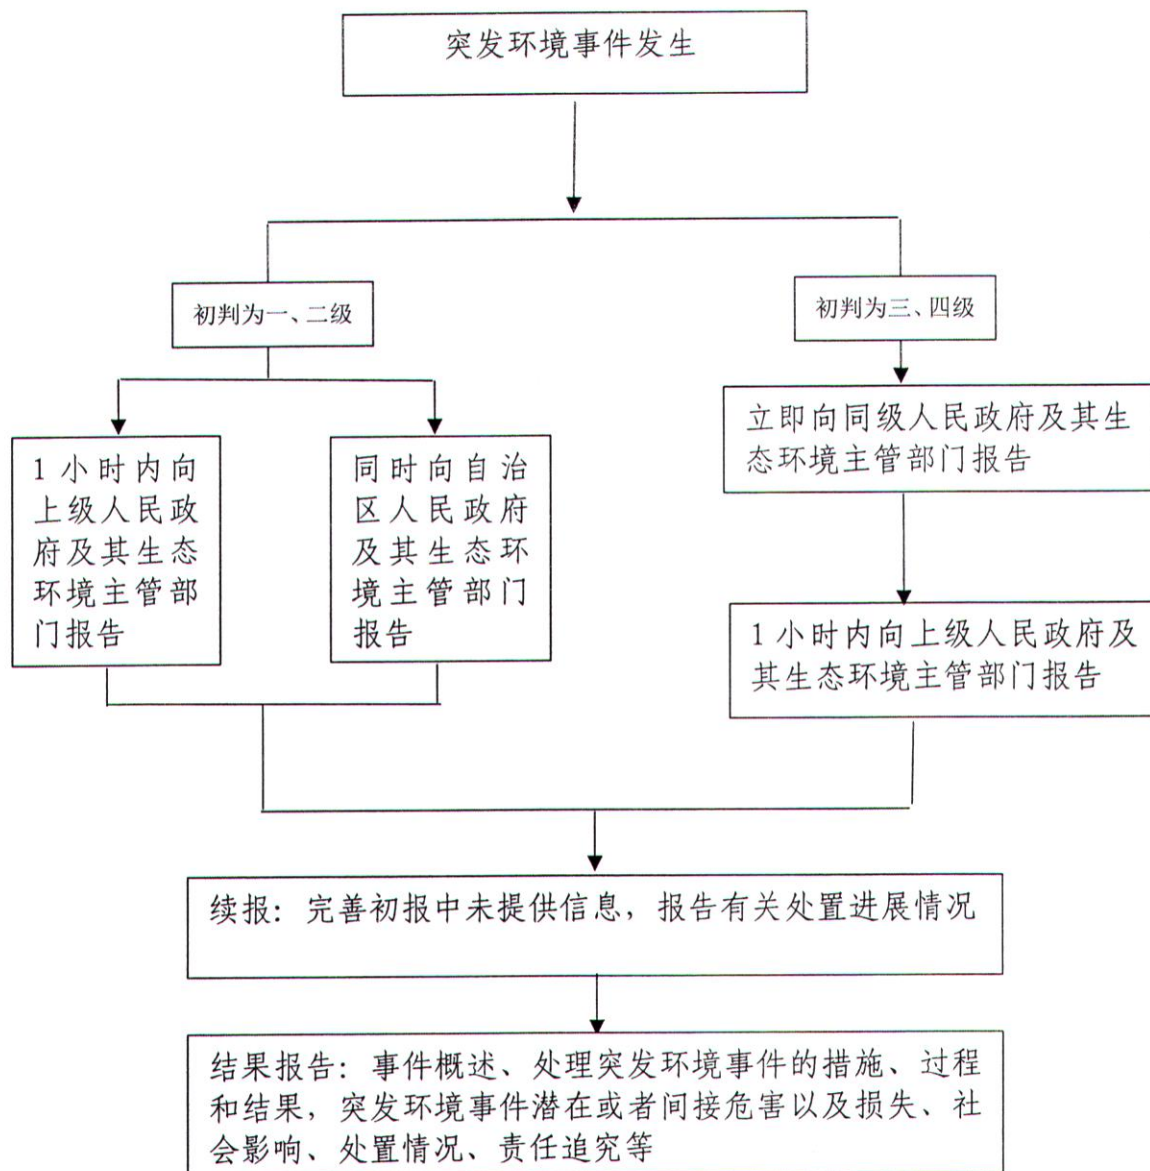 突发环境事件发生
初判为一、二级
初判为三、四级
1小时内向
上级人民政
府及其生态
环境主管部
门报告
同时向自治
区人民政府
及其生态环
境主管部门
报告
立即向同级人民政府及其生
态环境主管部门报告
1小时内向上级人民政府及
其生态环境主管部门报告
续报：完善初报中未提供信息，报告有关处置进展情况
结果报告：事件概述、处理突发环境事件的措施、过程
和结果，突发环境事件潜在或者间接危害以及损失、社
会影响、处置情况、责任追究等